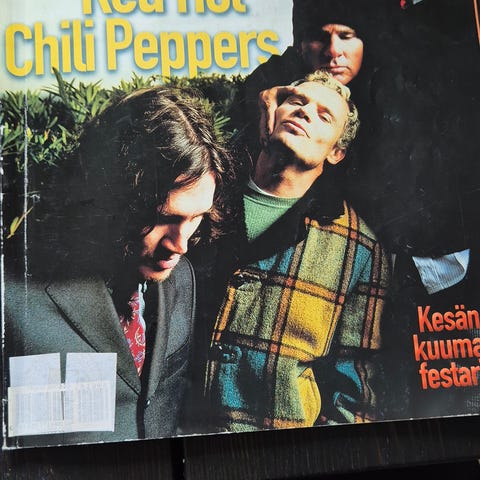 Red Hot
Chili Peppers
Kesän
kuuma
festar